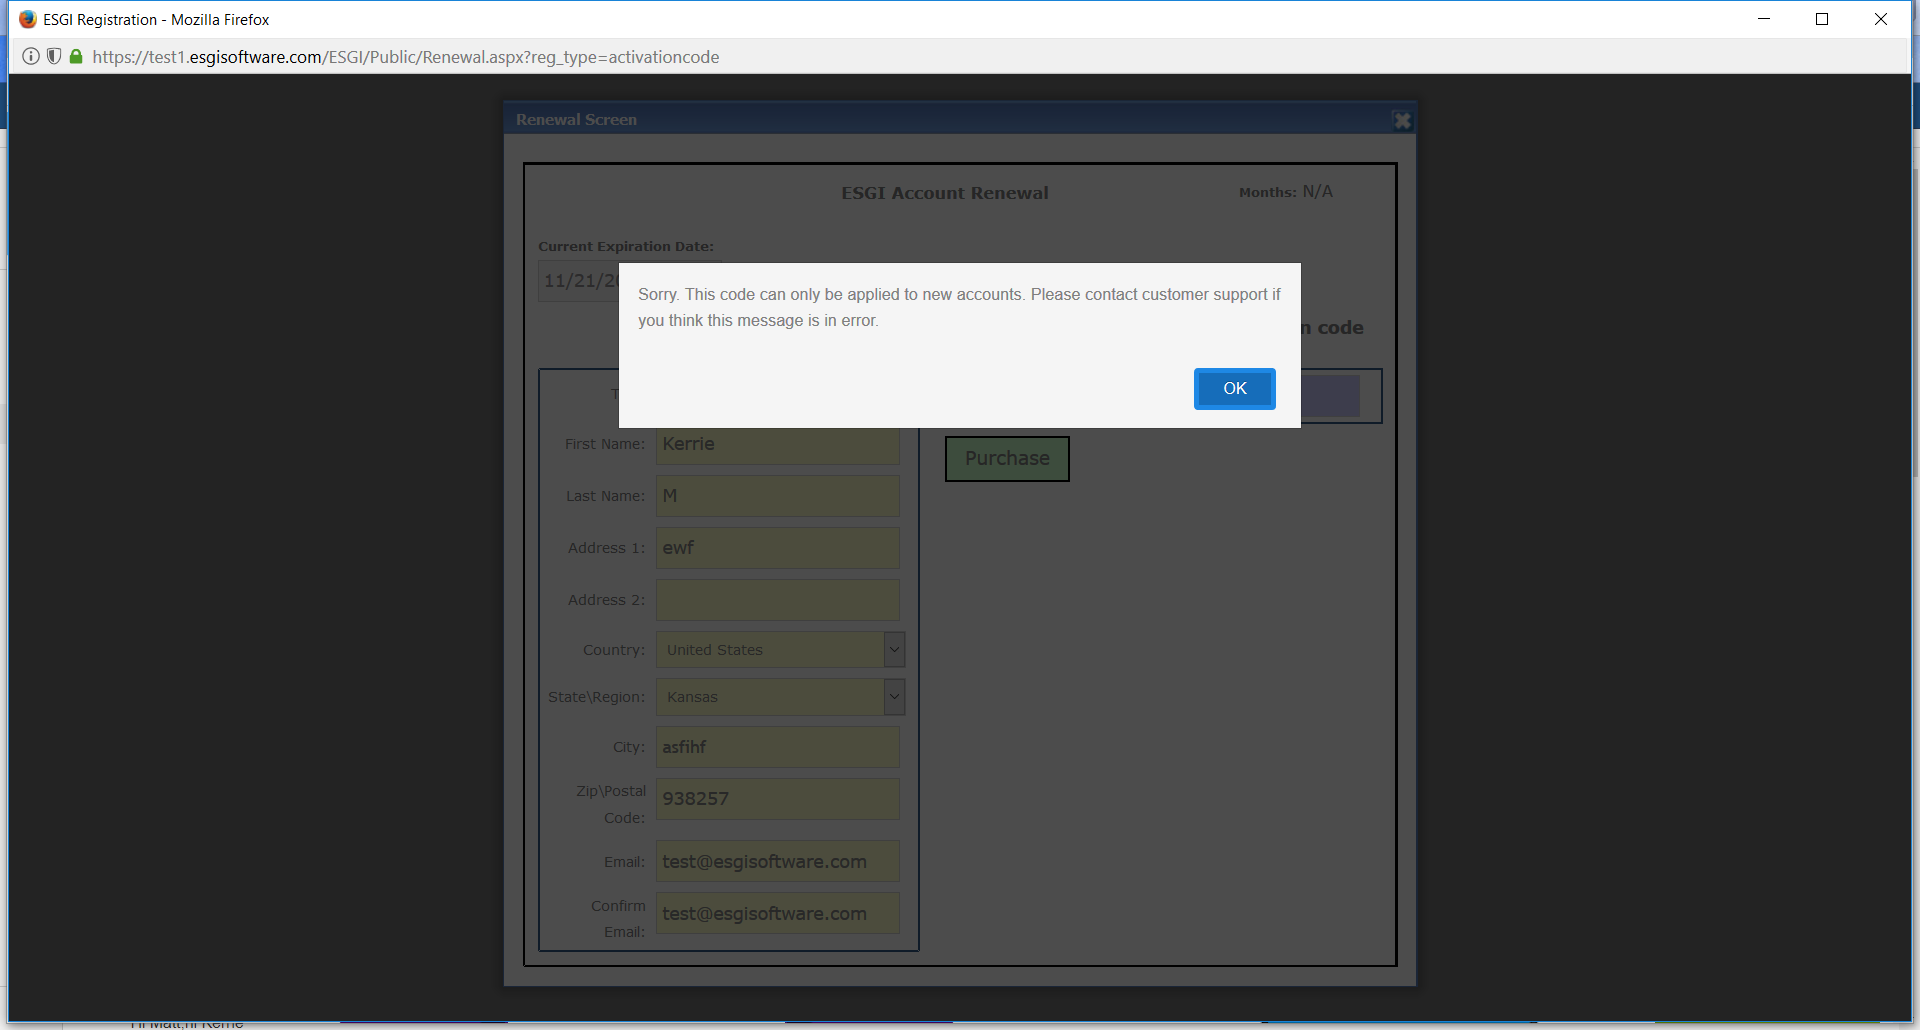 ESGI Registration - Mozilla Firefox
https://test1.esgisoftware.com/ESGI/Public/Renewal.aspx?reg_type=activationcode
Renewal Screen
ESGI Account Renewal
Months: N/A
Current Expiration Date:
11/21/20
Sorry. This code can only be applied to new accounts. Please contact customer support if
you think this message is in error.
n code
OK
T
First Name: Kerrie
Purchase
Last Name: M
Address 1: ewf
Address 2:
Country: United States
State\Region: Kansas
City: asfihf
Zip\Postal
Code:
938257
Email: test@esgisoftware.com
Confirm
Email:
test@esgisoftware.com